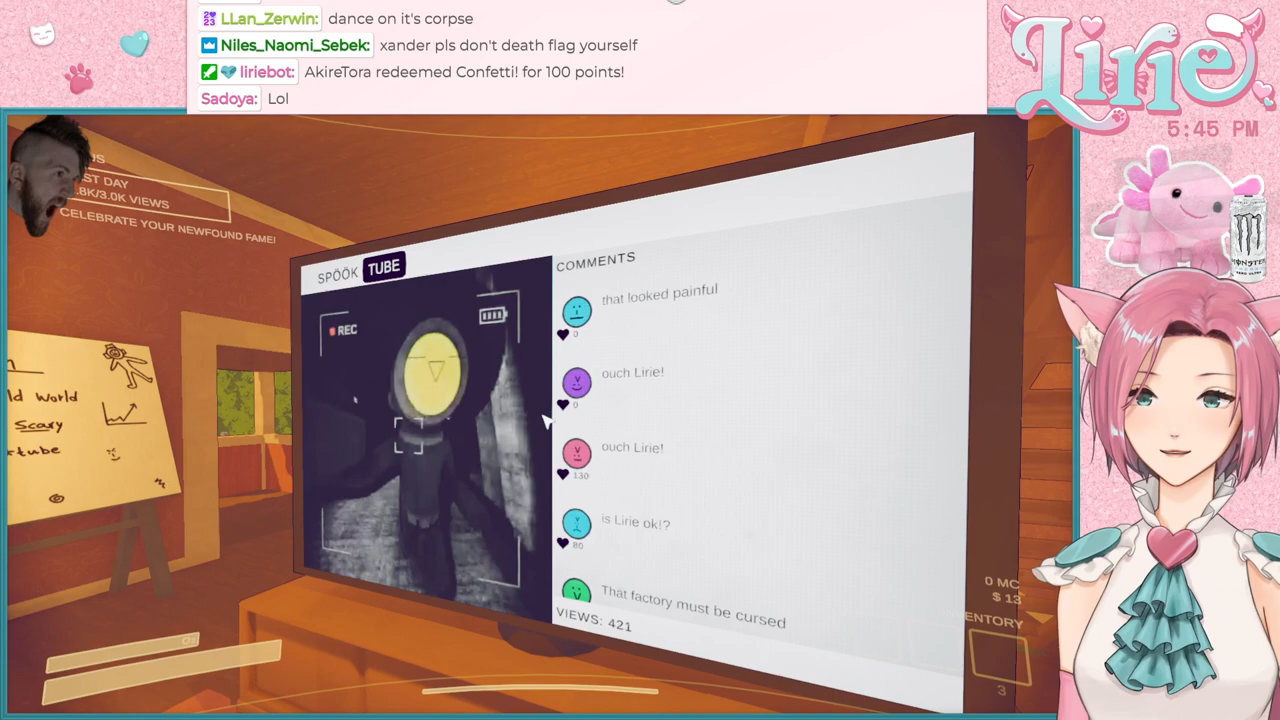 LLan_Zerwin: dance on it's corpse
Niles_Naomi_Sebek: xander pls don't death flag yourself
liriebot: AkireTora redeemed Confetti! for 100 points!
Sadoya: Lol
Lirie
5:45 PM
ST DAY
.8K/3.0K VIEWS
CELEBRATE YOUR NEWFOUND FAME!
SPÖÖK TUBE
REC
COMMENTS
that looked painful
0
ouch Lirie!
0
ouch Lirie!
130
is Lirie ok!?
80
That factory must be cursed
VIEWS: 421
ld World
Scary
tube
0 MC
$ 13
ENTORY
3
MONSTER